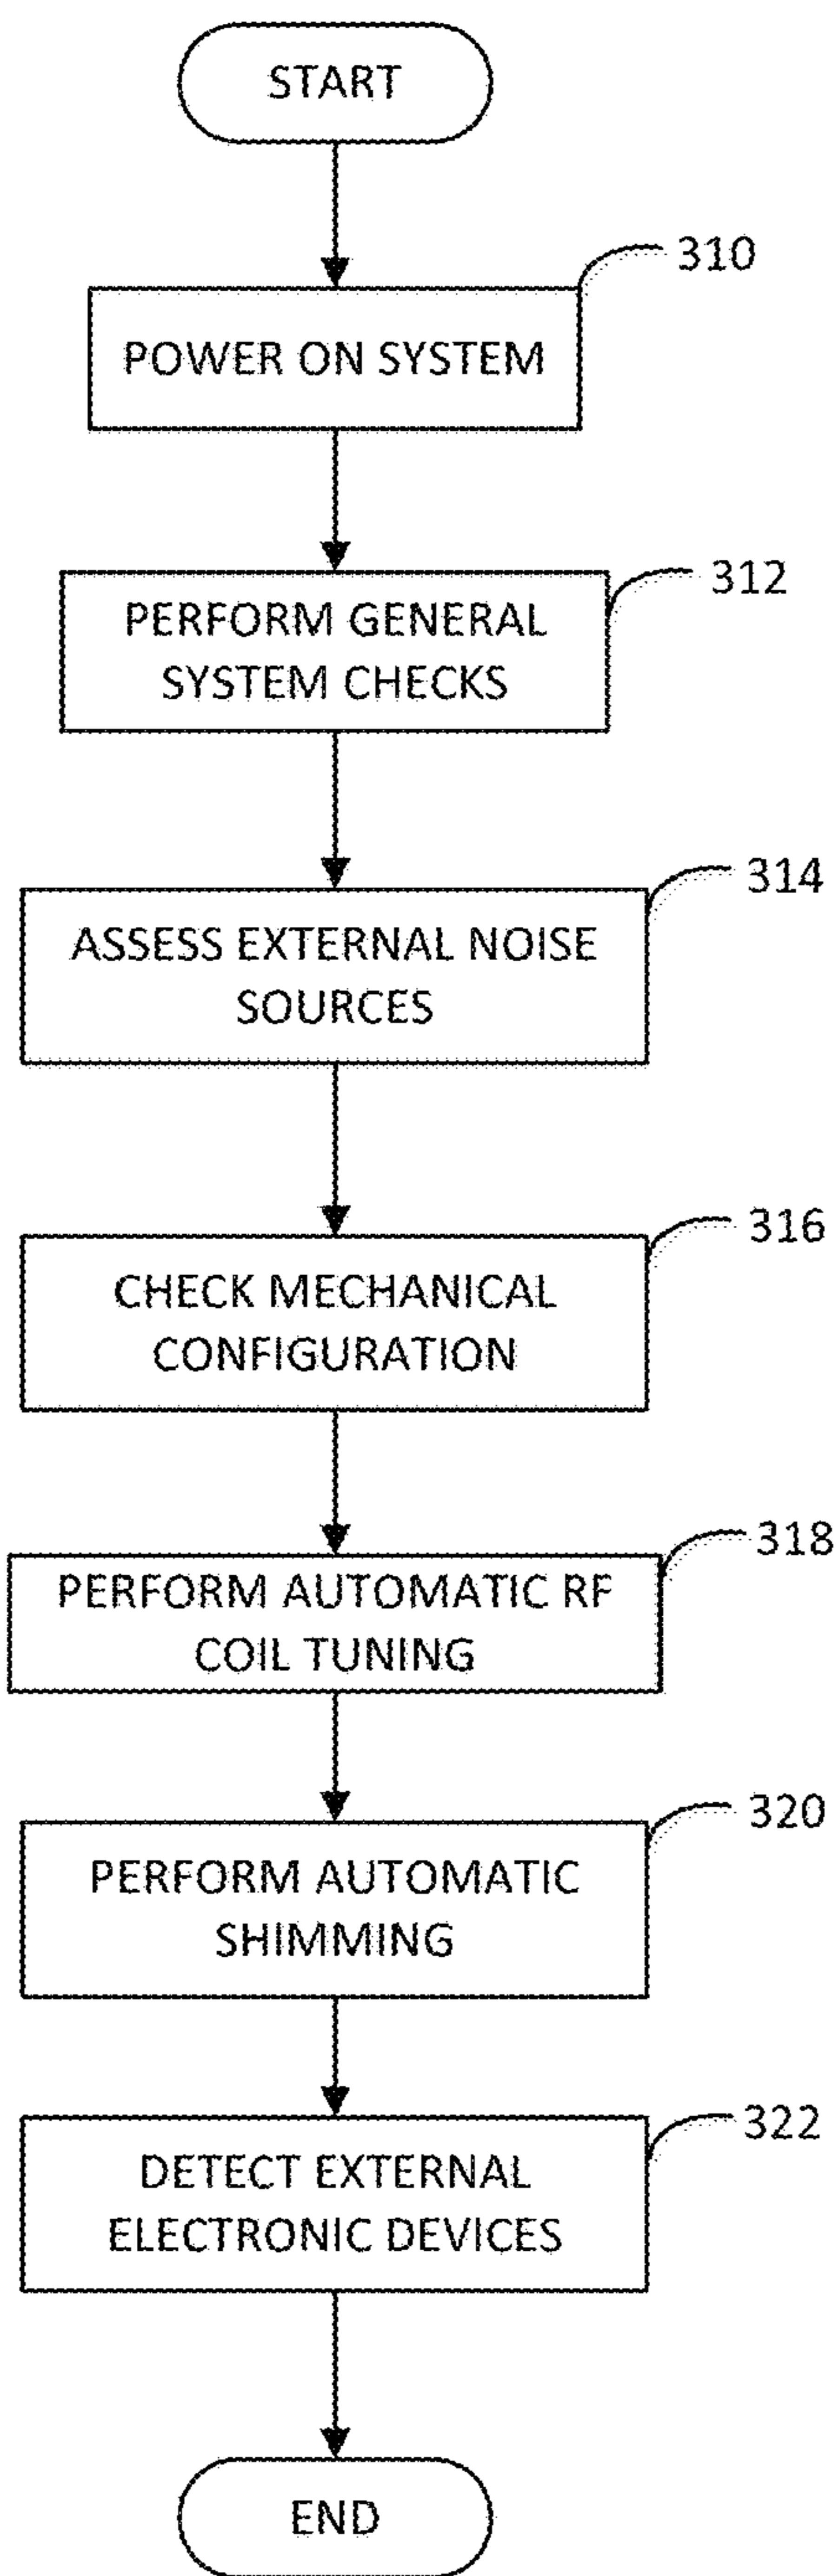 START
310
POWER ON SYSTEM
312
PERFORM GENERAL
SYSTEM CHECKS
314
ASSESS EXTERNAL NOISE
SOURCES
316
CHECK MECHANICAL
CONFIGURATION
318
PERFORM AUTOMATIC RF
COIL TUNING
320
PERFORM AUTOMATIC
SHIMMING
322
DETECT EXTERNAL
ELECTRONIC DEVICES
END